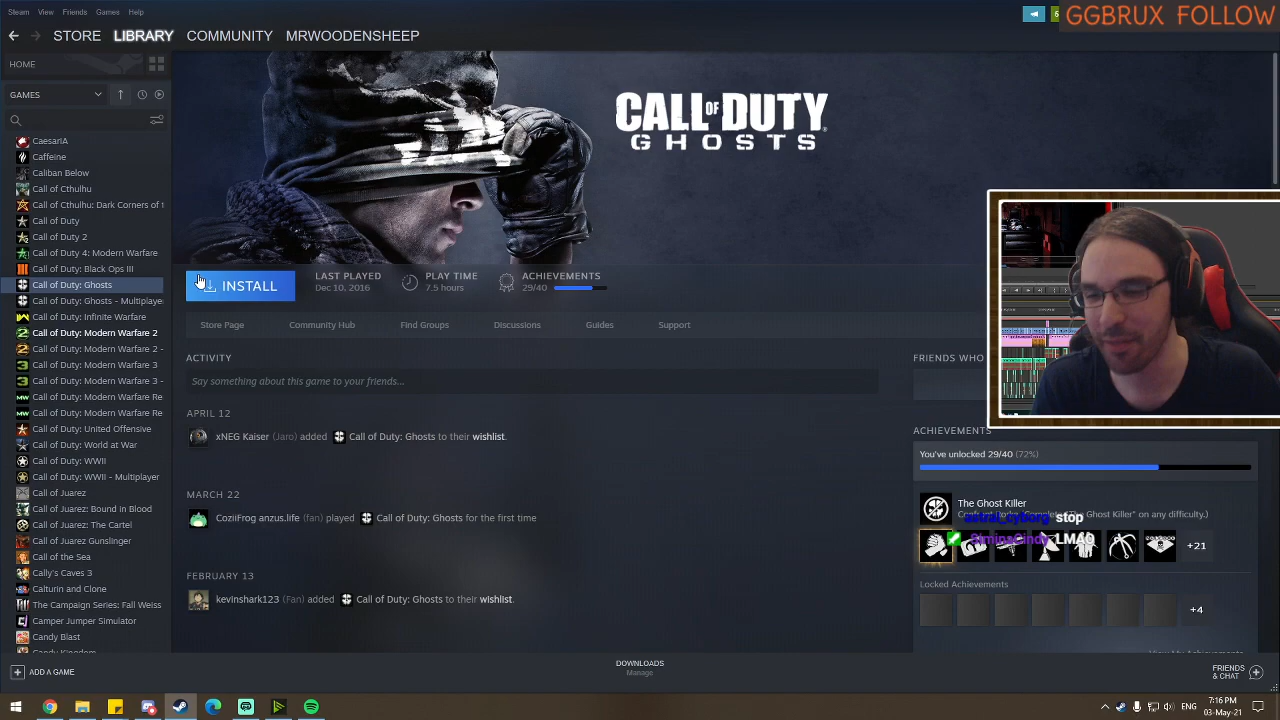 Steam View Friends Games Help
GGBRUX FOLLOW
STORE LIBRARY COMMUNITY MRWOODENSHEEP
HOME
GAMES
CaesarIA
Caffeine
Caliban Below
Call of Cthulhu
Call of Cthulhu: Dark Corners of t
Call of Duty
Call of Duty 2
Call of Duty 4: Modern Warfare
Call of Duty: Black Ops III
Call of Duty: Ghosts
Call of Duty: Ghosts - Multiplayer
Call of Duty: Infinite Warfare
Call of Duty: Modern Warfare 2
Call of Duty: Modern Warfare 2 -
Call of Duty: Modern Warfare 3
Call of Duty: Modern Warfare 3 -
Call of Duty: Modern Warfare Re
Call of Duty: Modern Warfare Re
Call of Duty: United Offensive
Call of Duty: World at War
Call of Duty: WWII
Call of Duty: WWII - Multiplayer
Call of Juarez
Call of Juarez: Bound in Blood
Call of Juarez: The Cartel
Call of Juarez Gunslinger
Call of the Sea
Cally's Caves 3
Calturin and Clone
The Campaign Series: Fall Weiss
Camper Jumper Simulator
Candy Blast
ADD A GAME
CALL OF DUTY
GHOSTS
INSTALL
LAST PLAYED
Dec 10, 2016
PLAY TIME
7.5 hours
ACHIEVEMENTS
29/40
Store Page Community Hub Find Groups Discussions Guides Support
ACTIVITY
Say something about this game to your friends...
APRIL 12
xNEG Kaiser (Jaro) added Call of Duty: Ghosts to their wishlist.
MARCH 22
CoziiFrog anzustii (fan) played Call of Duty: Ghosts for the first time
FEBRUARY 13
kevinshark123 (Fan) added Call of Duty: Ghosts to their wishlist.
FRIENDS WHO
ACHIEVEMENTS
You've unlocked 29/40 (72%)
The Ghost Killer
"The Ghost Killer" on any difficulty.)
astral_cyborg stop
SiminaCindy LMAO
+21
Locked Achievements
+4
DOWNLOADS
Manage
FRIENDS
& CHAT
ENG
7:16 PM
03-May-21